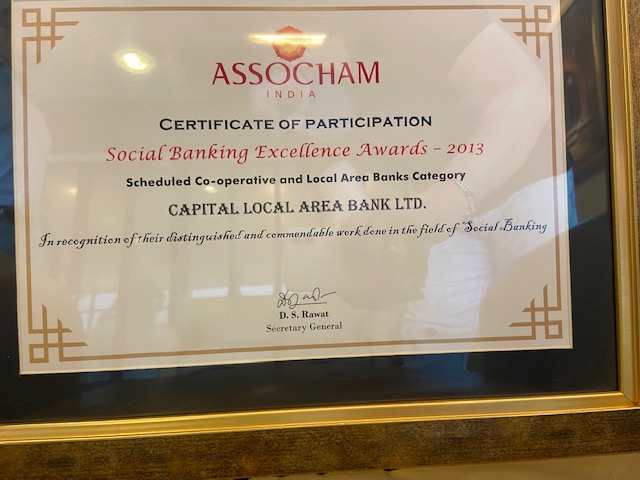 ASSOCHAM
INDIA
CERTIFICATE OF PARTICIPATION
Social Banking Excellence Awards – 2013
Scheduled Co-operative and Local Area Banks Category
CAPITAL LOCAL AREA BANK LTD.
In recognition of their distinguished and commendable work done in the field of "Social Banking
D. S. Rawat
Secretary General